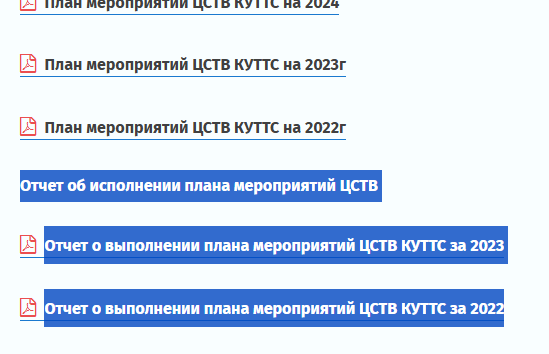 План мероприятий ЦСТВ КУТТС на 2024
План мероприятий ЦСТВ КУТТС на 2023г
План мероприятий ЦСТВ КУТТС на 2022г
Отчет об исполнении плана мероприятий ЦСТВ
Отчет о выполнении плана мероприятий ЦСТВ КУТТС за 2023
Отчет о выполнении плана мероприятий ЦСТВ КУТТС за 2022